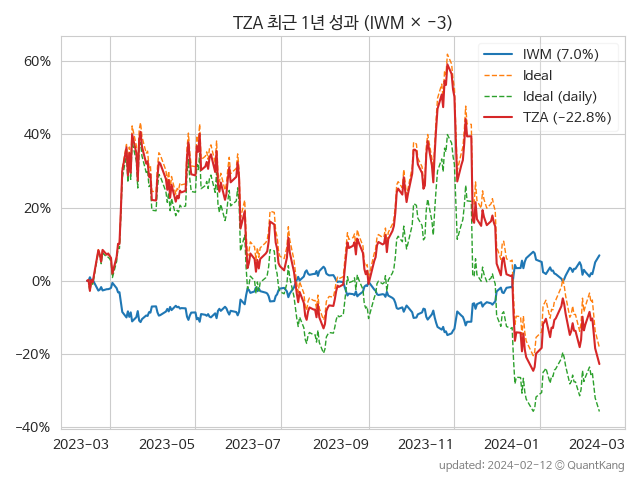 TZA 최근 1년 성과 (IWM × −3)
IWM (7.0%)
Ideal
Ideal (daily)
TZA (−22.8%)
60%
40%
20%
0%
−20%
−40%
2023-03 2023-05 2023-07 2023-09 2023-11 2024-01 2024-03
updated: 2024-02-12 © QuantKang